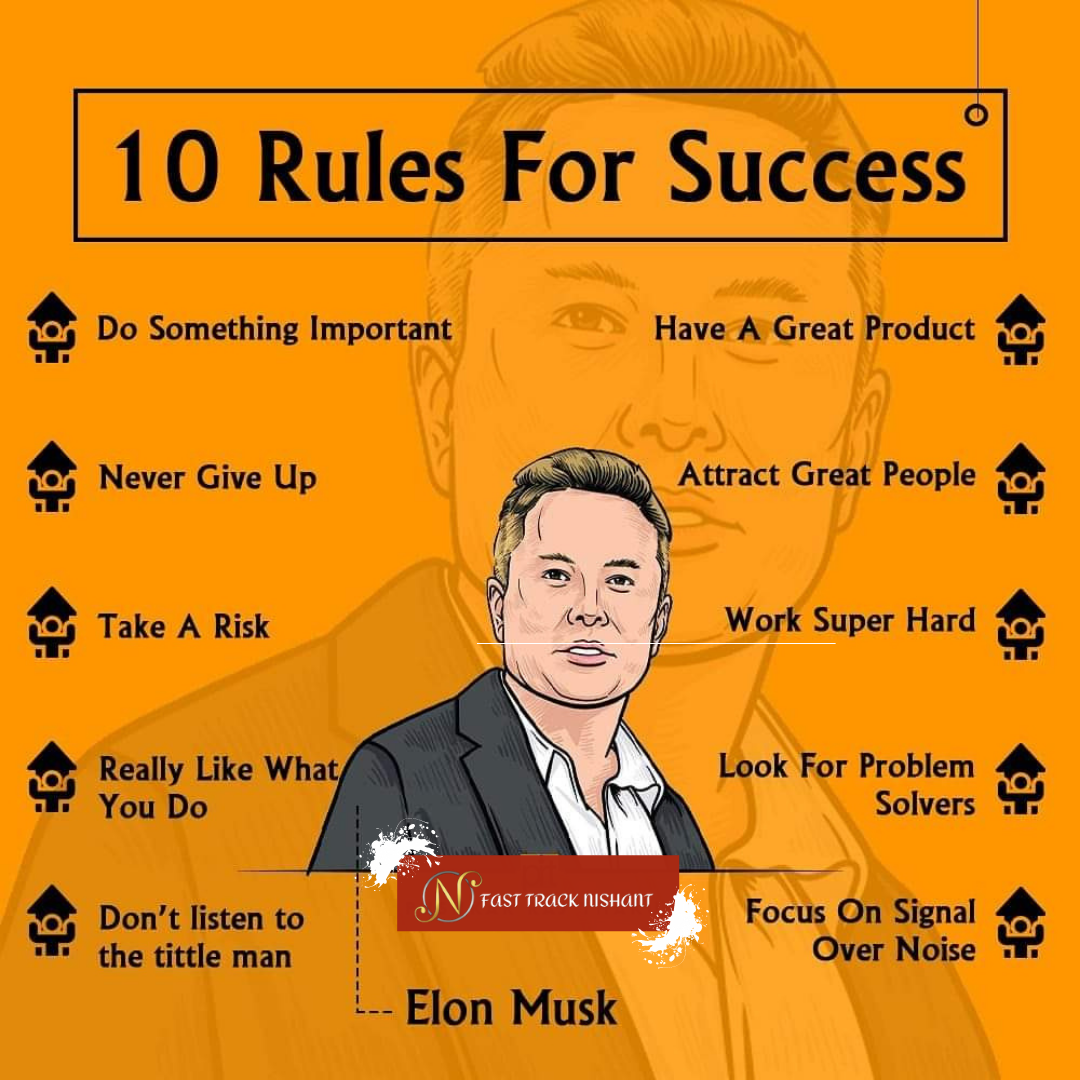 10 Rules For Success
Do Something Important
Never Give Up
Take A Risk
Really Like What
You Do
Don't listen to
the tittle man
Have A Great Product
Attract Great People
Work Super Hard
Look For Problem
Solvers
Focus On Signal
Over Noise
N FAST TRACK NISHANT
Elon Musk